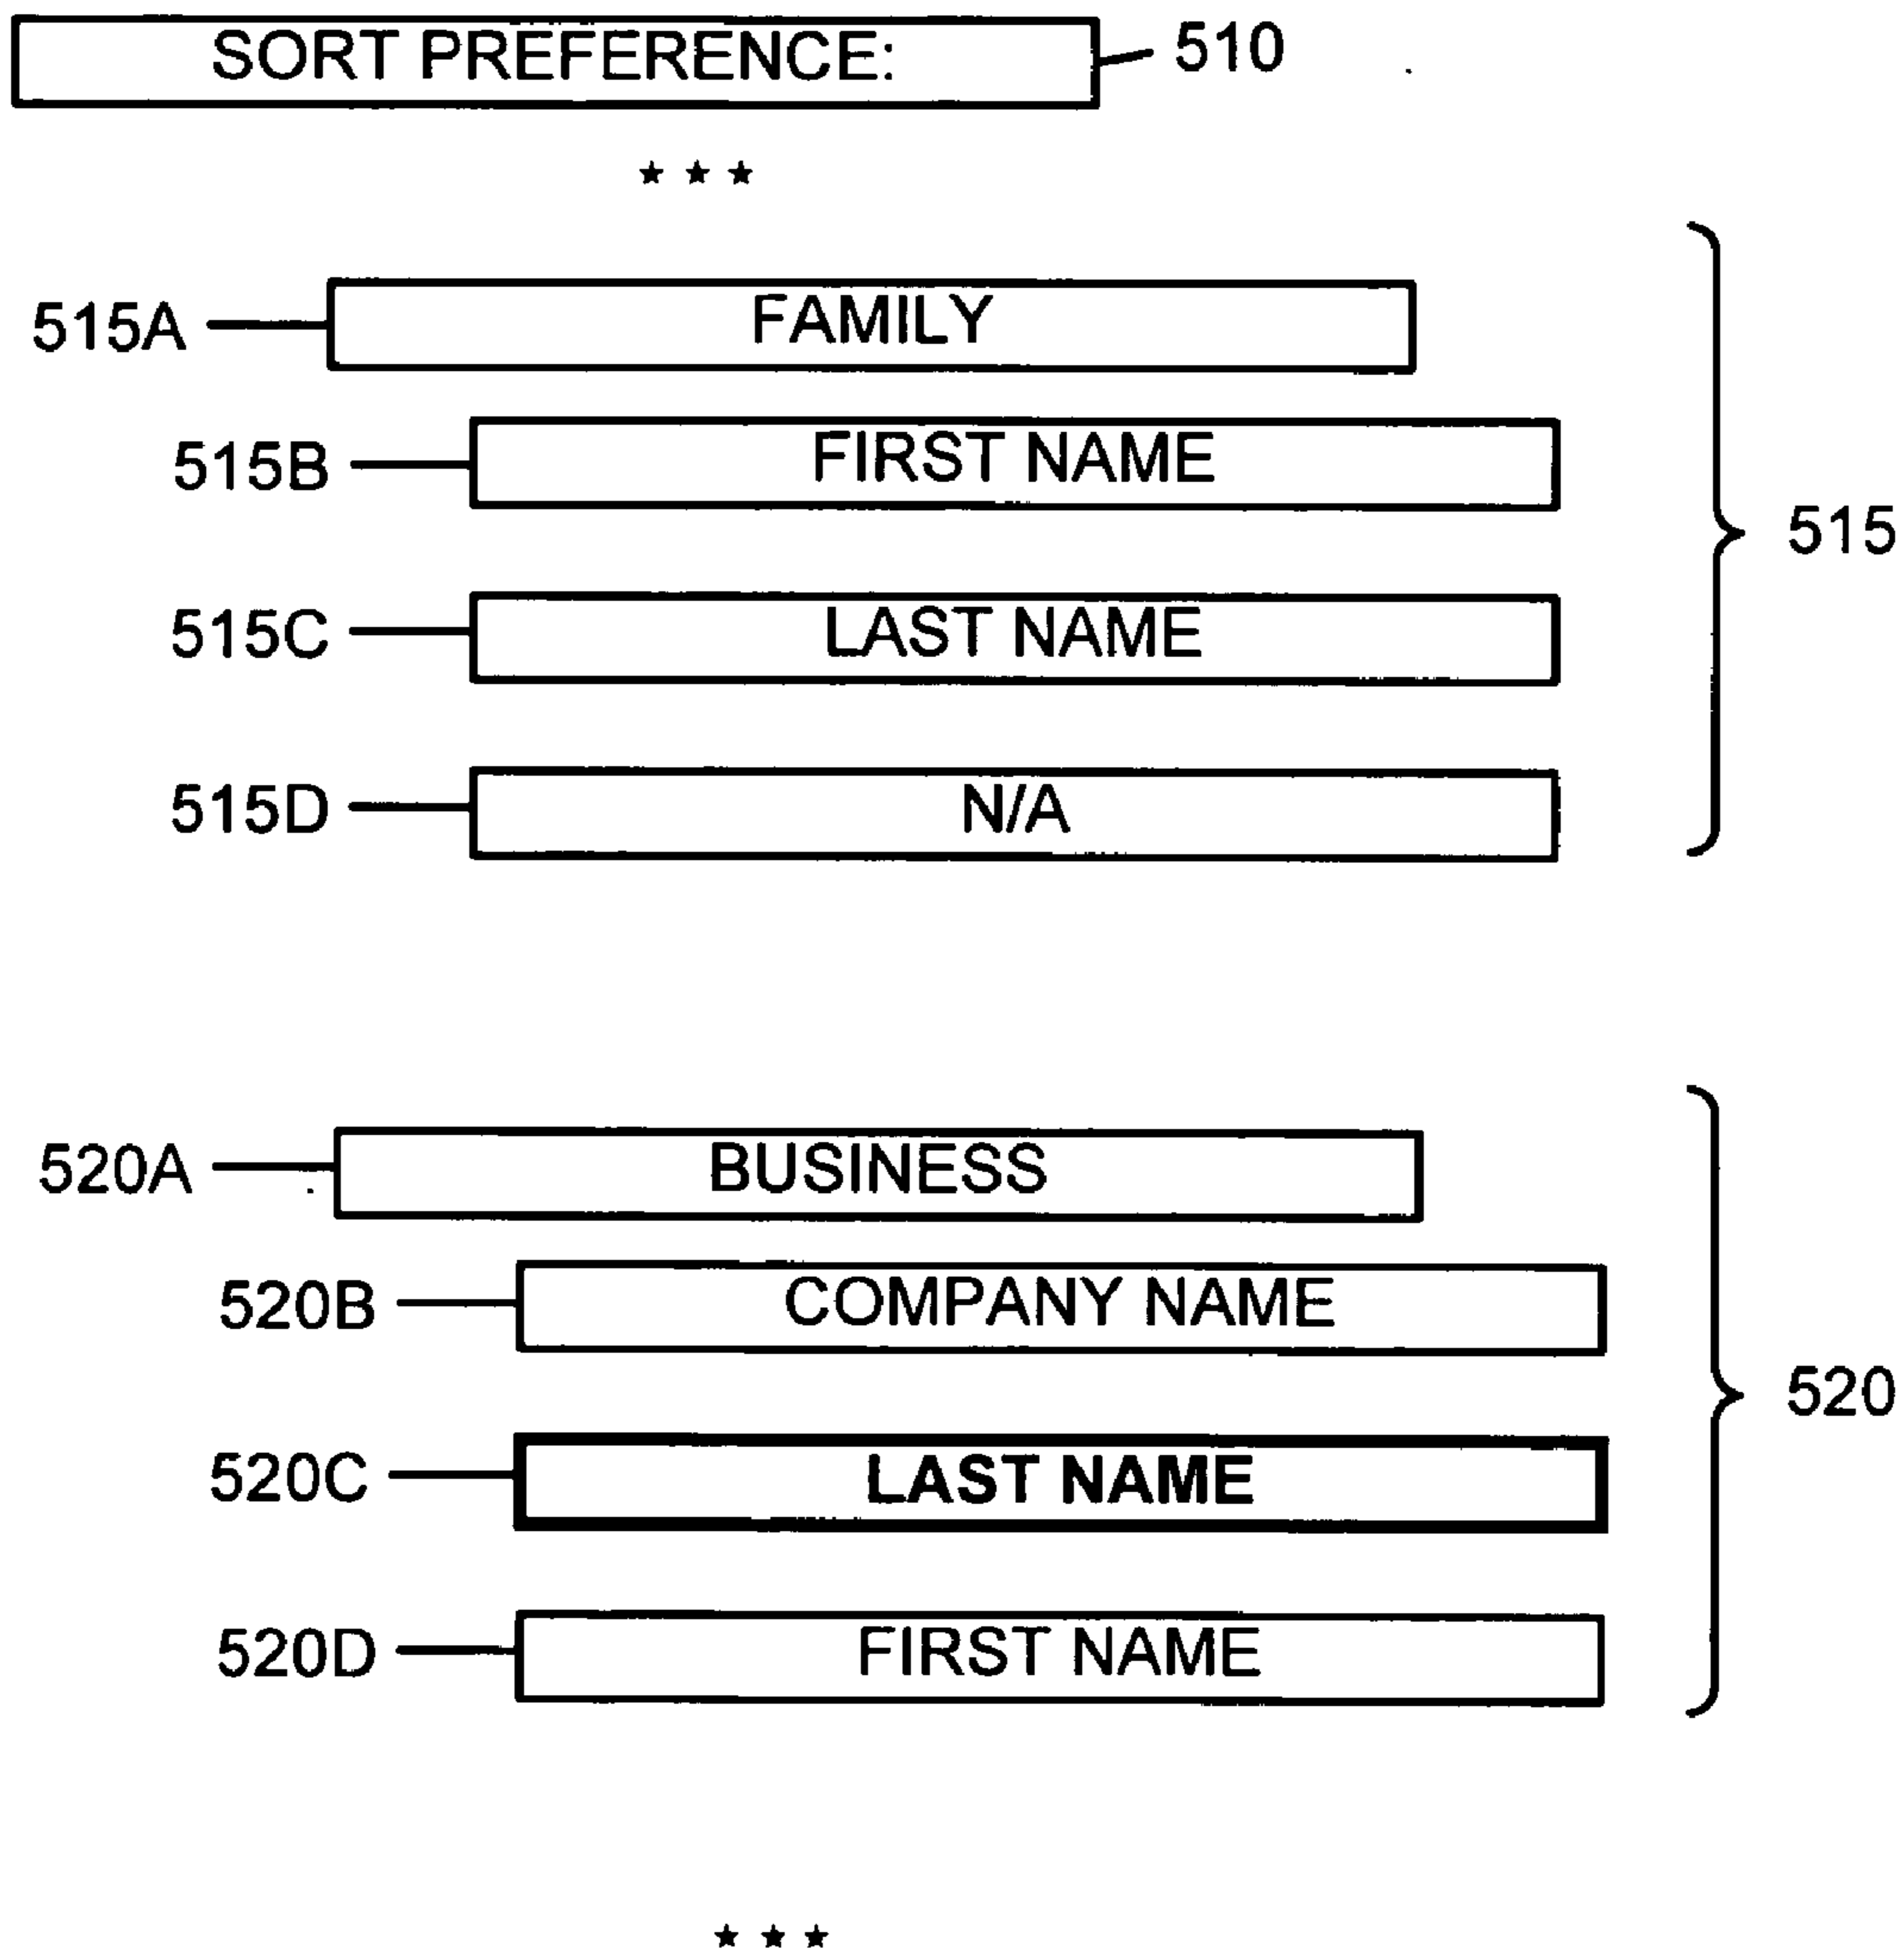 SORT PREFERENCE: 510
★ ★ ★
515A FAMILY
515B FIRST NAME
515
515C LAST NAME
515D N/A
520A BUSINESS
520B COMPANY NAME
520
520C LAST NAME
520D FIRST NAME
★ ★ ★